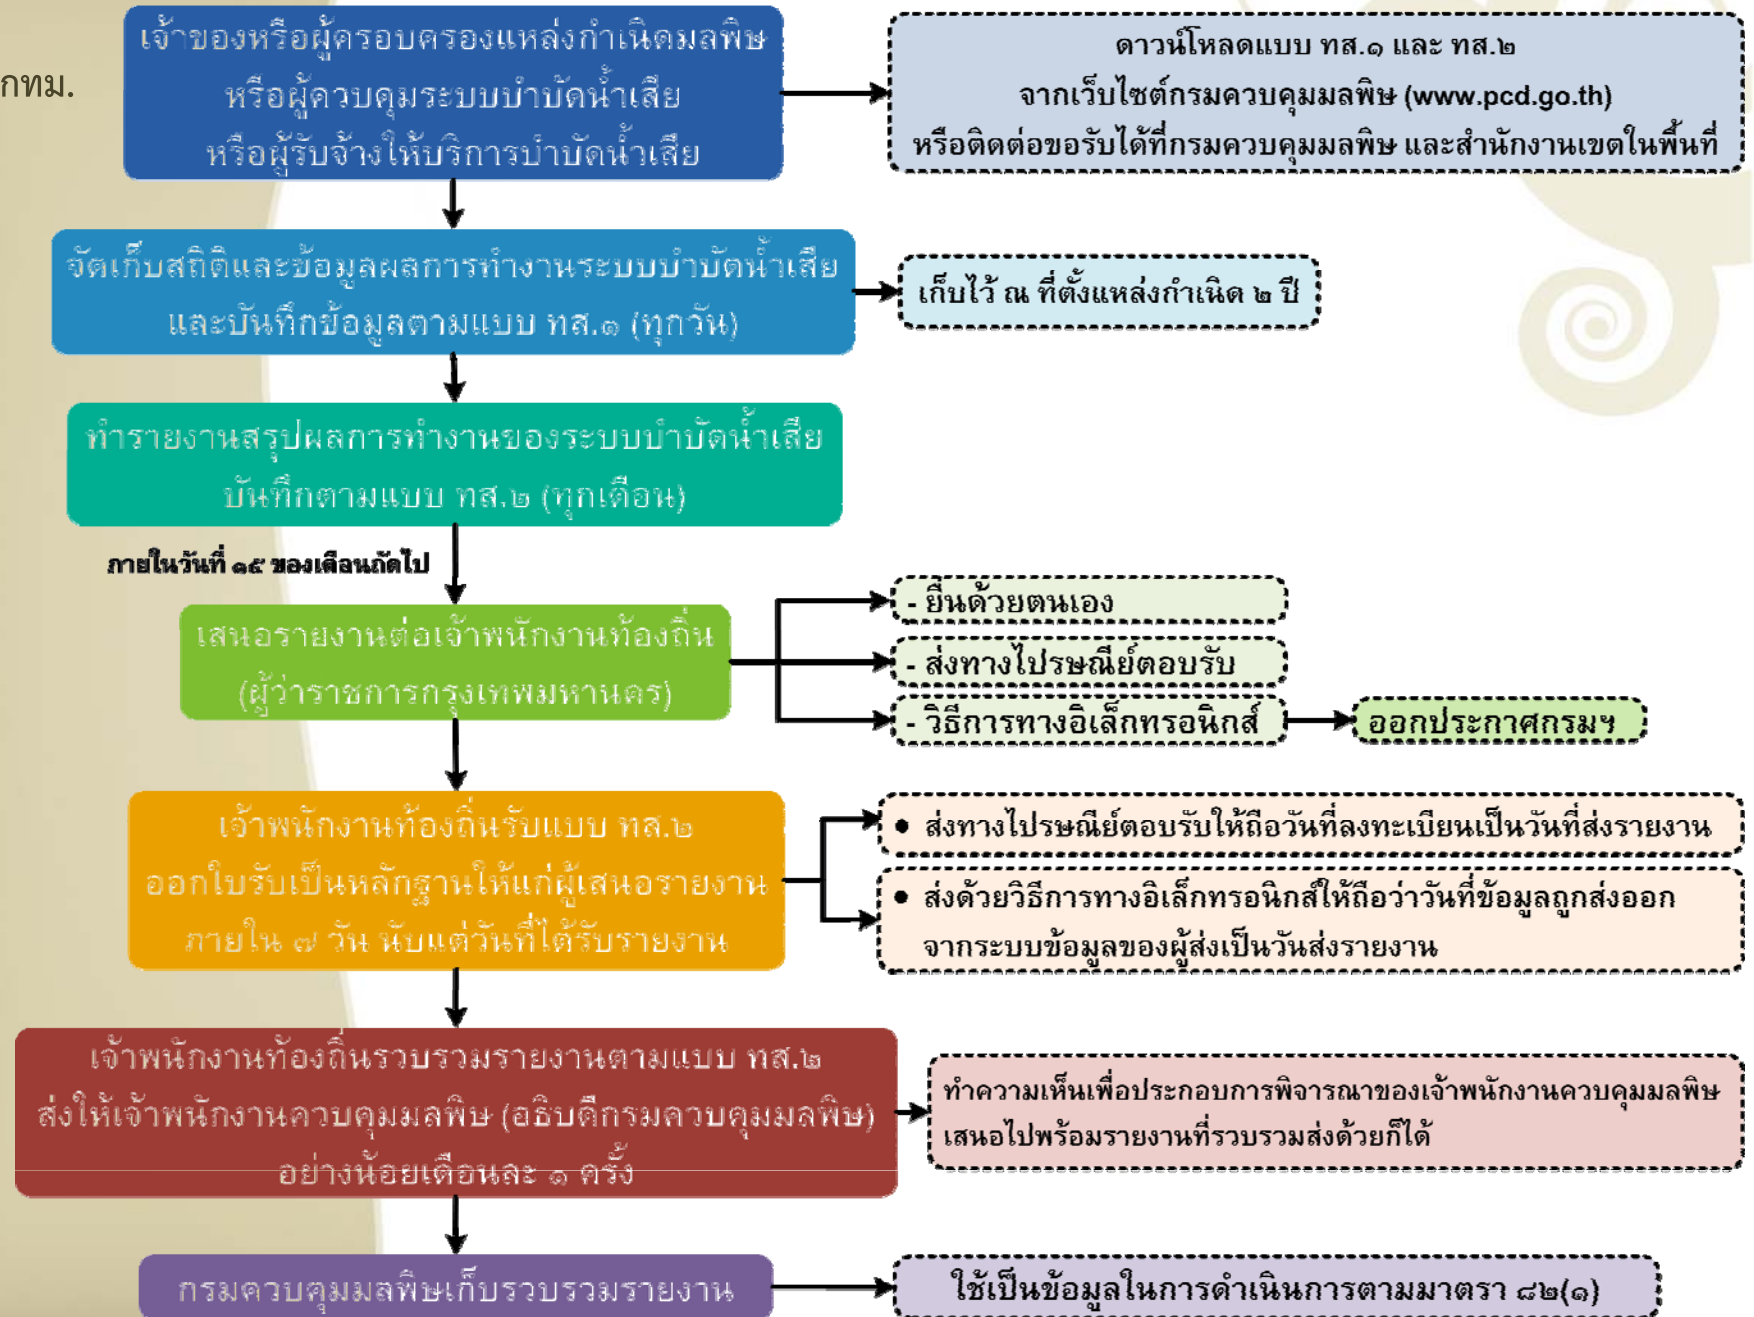 กทม.
เจ้าของหรือผู้ครอบครองแหล่งกำเนิดมลพิษ
หรือผู้ควบคุมระบบบำบัดน้ำเสีย
หรือผู้รับจ้างให้บริการบำบัดน้ำเสีย
ดาวน์โหลดแบบ ทส.๑ และ ทส.๒
จากเว็บไซต์กรมควบคุมมลพิษ (www.pcd.go.th)
หรือติดต่อขอรับได้ที่กรมควบคุมมลพิษ และสำนักงานเขตในพื้นที่
จัดเก็บสถิติและข้อมูลผลการทำงานระบบบำบัดน้ำเสีย
และบันทึกข้อมูลตามแบบ ทส.๑ (ทุกวัน)
เก็บไว้ ณ ที่ตั้งแหล่งกำเนิด ๒ ปี
ทำรายงานสรุปผลการทำงานของระบบบำบัดน้ำเสีย
บันทึกตามแบบ ทส.๒ (ทุกเดือน)
ภายในวันที่ ๑๕ ของเดือนถัดไป
เสนอรายงานต่อเจ้าพนักงานท้องถิ่น
(ผู้ว่าราชการกรุงเทพมหานคร)
- ยื่นด้วยตนเอง
- ส่งทางไปรษณีย์ตอบรับ
- วิธีการทางอิเล็กทรอนิกส์
ออกประกาศกรมฯ
เจ้าพนักงานท้องถิ่นรับแบบ ทส.๒
ออกใบรับเป็นหลักฐานให้แก่ผู้เสนอรายงาน
ภายใน ๗ วัน นับแต่วันที่ได้รับรายงาน
• ส่งทางไปรษณีย์ตอบรับให้ถือวันที่ลงทะเบียนเป็นวันที่ส่งรายงาน
• ส่งด้วยวิธีการทางอิเล็กทรอนิกส์ให้ถือว่าวันที่ข้อมูลถูกส่งออก
จากระบบข้อมูลของผู้ส่งเป็นวันส่งรายงาน
เจ้าพนักงานท้องถิ่นรวบรวมรายงานตามแบบ ทส.๒
ส่งให้เจ้าพนักงานควบคุมมลพิษ (อธิบดีกรมควบคุมมลพิษ)
อย่างน้อยเดือนละ ๑ ครั้ง
ทำความเห็นเพื่อประกอบการพิจารณาของเจ้าพนักงานควบคุมมลพิษ
เสนอไปพร้อมรายงานที่รวบรวมส่งด้วยก็ได้
กรมควบคุมมลพิษเก็บรวบรวมรายงาน
ใช้เป็นข้อมูลในการดำเนินการตามมาตรา ๘๒(๑)